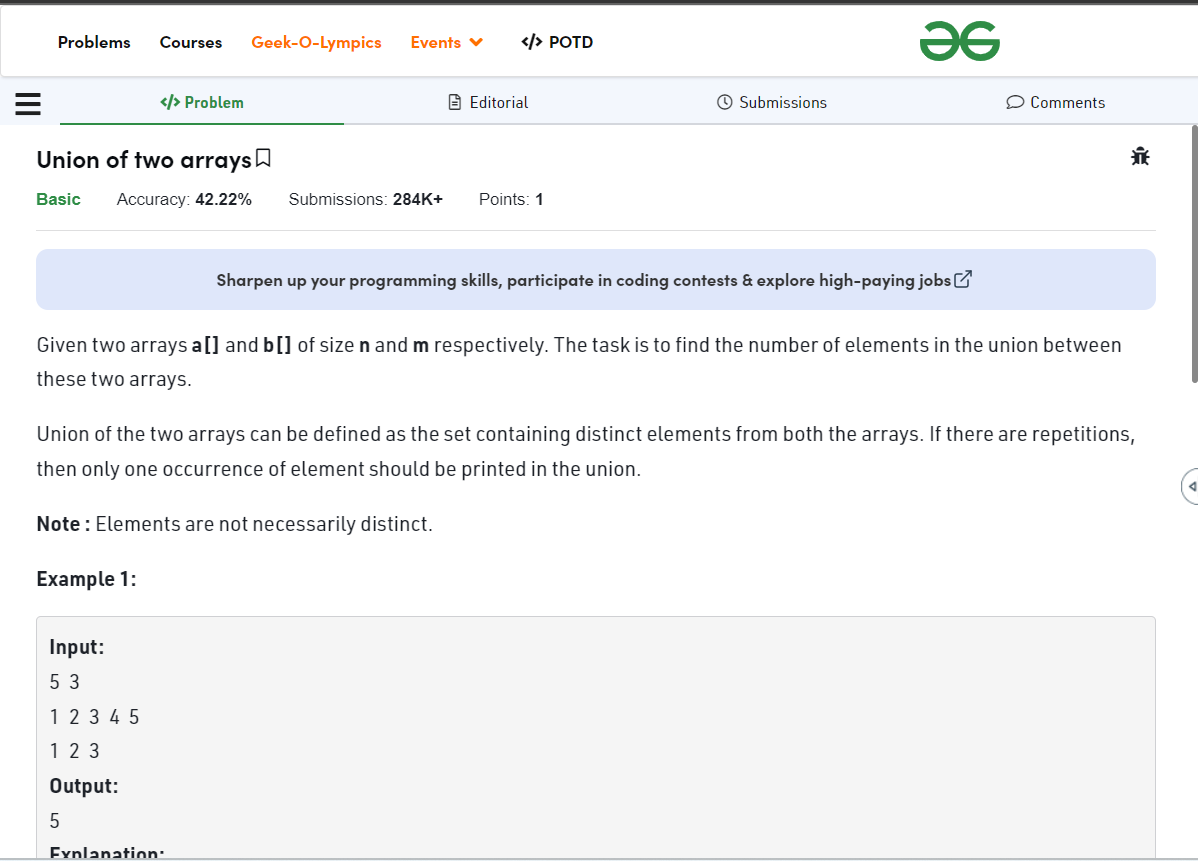 Problems Courses Geek-O-Lympics Events </> POTD
</> Problem Editorial Submissions Comments
Union of two arrays
Basic Accuracy: 42.22% Submissions: 284K+ Points: 1
Sharpen up your programming skills, participate in coding contests & explore high-paying jobs
Given two arrays a[] and b[] of size n and m respectively. The task is to find the number of elements in the union between
these two arrays.
Union of the two arrays can be defined as the set containing distinct elements from both the arrays. If there are repetitions,
then only one occurrence of element should be printed in the union.
Note : Elements are not necessarily distinct.
Example 1:
Input:
5 3
1 2 3 4 5
1 2 3
Output:
5
Explanation: